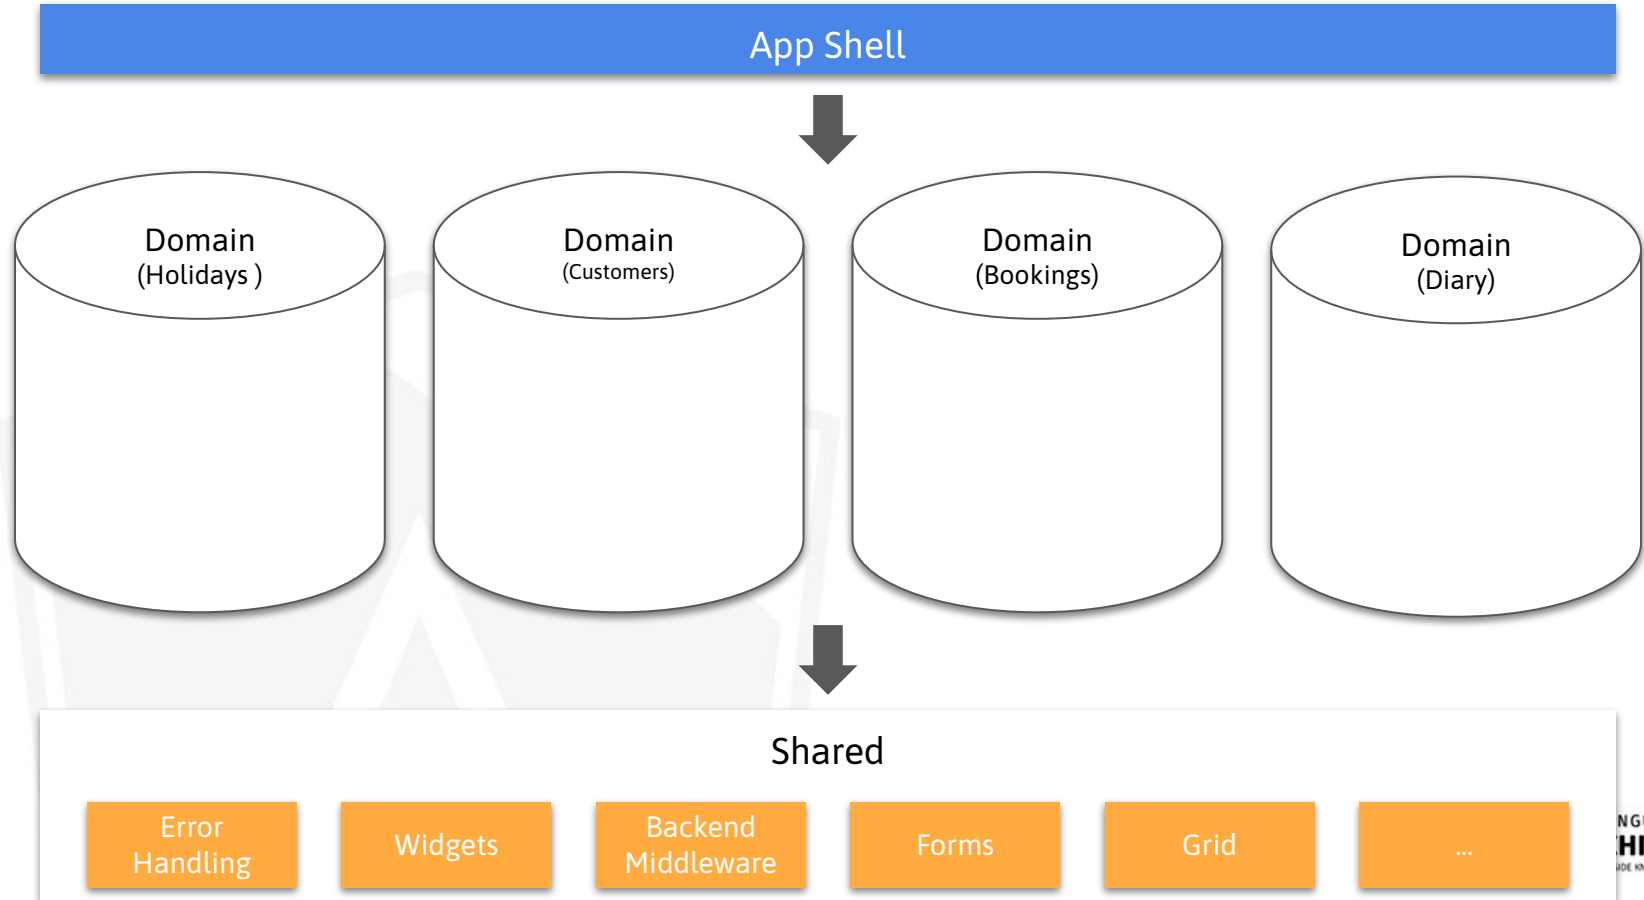 App Shell
Domain
(Holidays )
Domain
(Customers)
Domain
(Bookings)
Domain
(Diary)
Shared
Error
Handling
Widgets
Backend
Middleware
Forms
Grid
...